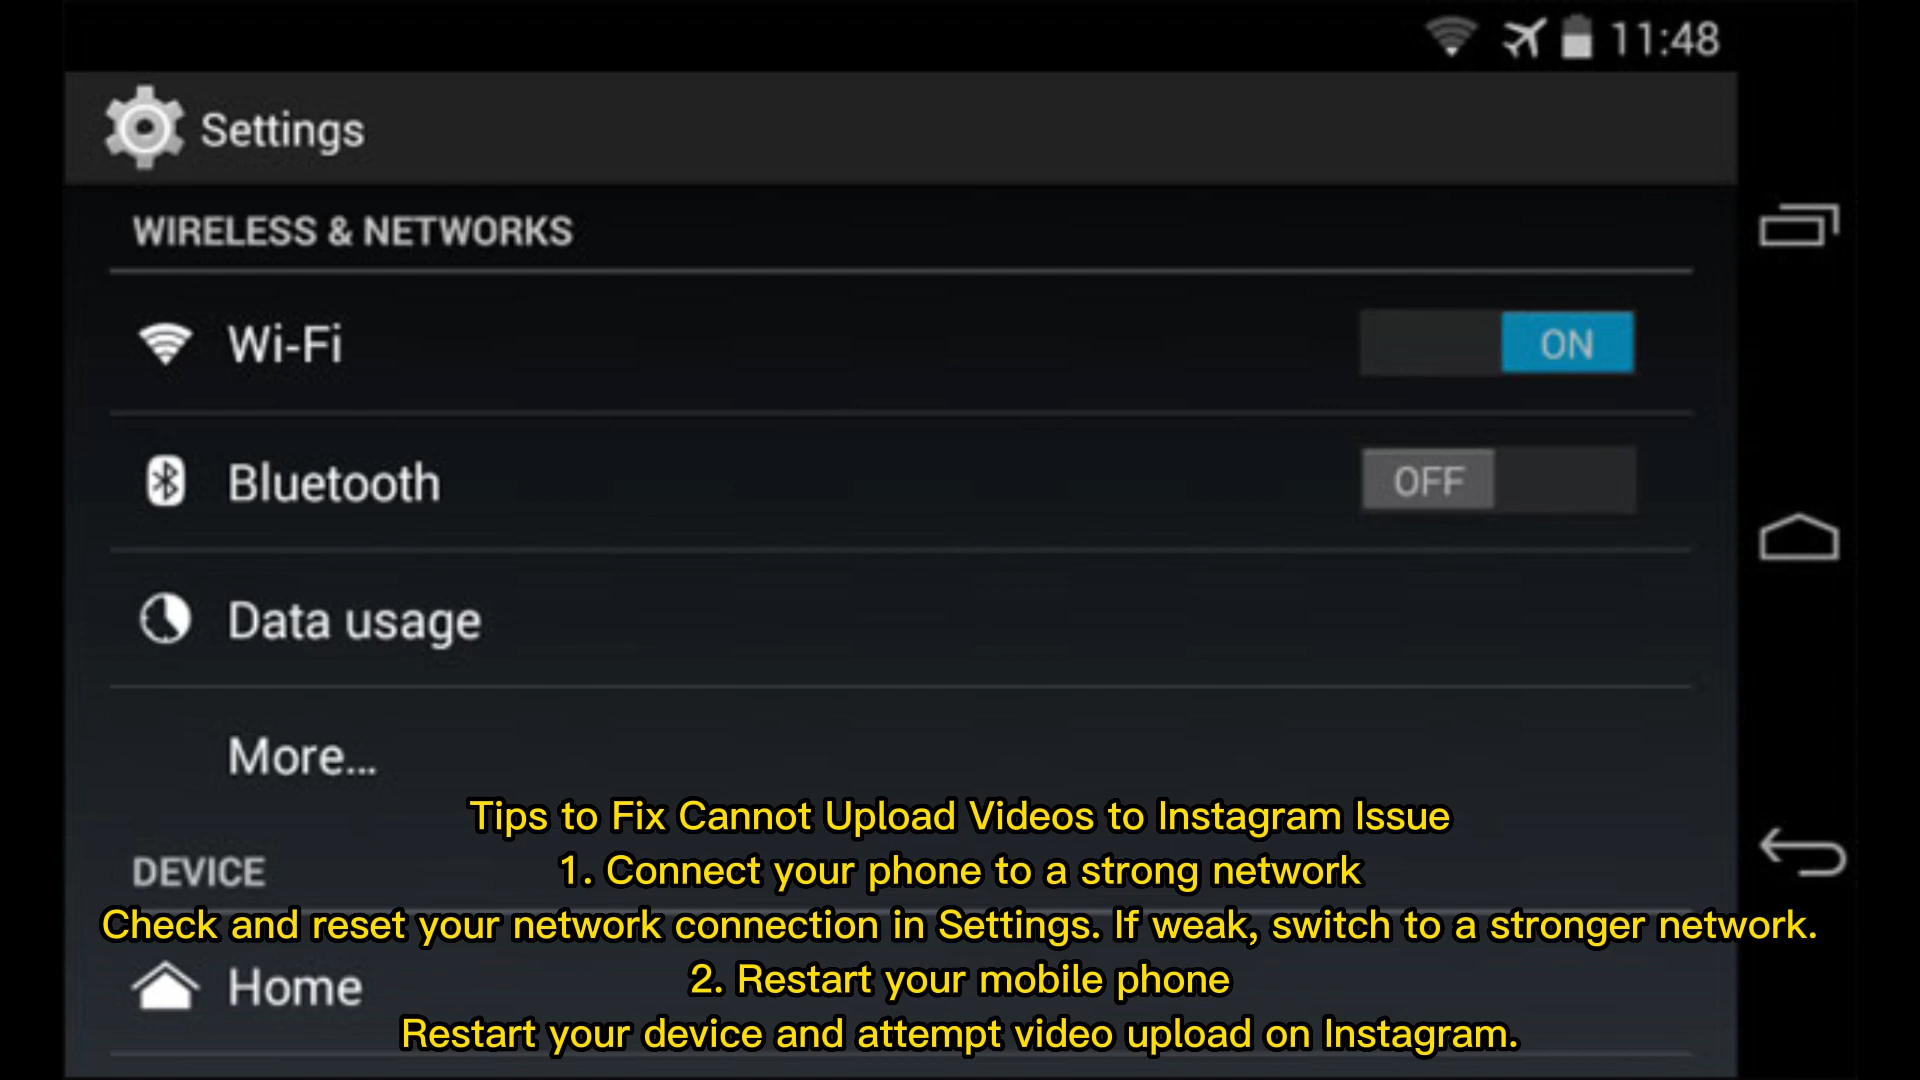 11:48
Settings
WIRELESS & NETWORKS
Wi-Fi
ON
Bluetooth
OFF
Data usage
More...
DEVICE
Home
Tips to Fix Cannot Upload Videos to Instagram Issue
1. Connect your phone to a strong network
Check and reset your network connection in Settings. If weak, switch to a stronger network.
2. Restart your mobile phone
Restart your device and attempt video upload on Instagram.